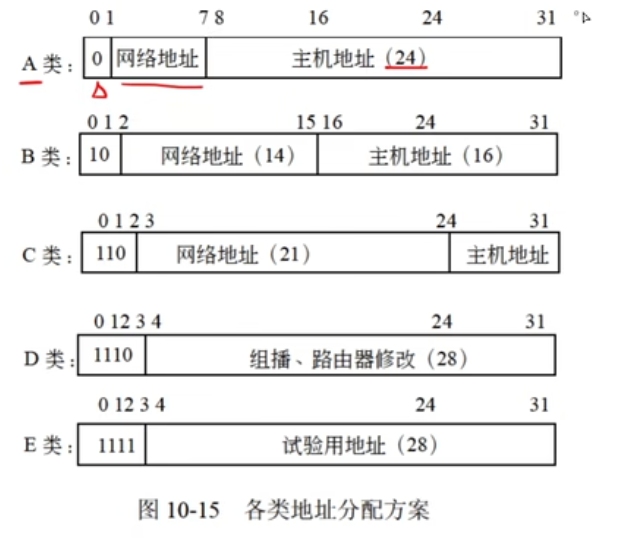 0 1 7 8 16 24 31
A 类: 0 网络地址 主机地址 (24)
0 1 2 15 16 24 31
B 类: 10 网络地址 (14) 主机地址 (16)
0 1 2 3 24 31
C 类: 110 网络地址 (21) 主机地址
0 12 3 4 24 31
D 类: 1110 组播、路由器修改 (28)
0 12 3 4 24 31
E 类: 1111 试验用地址 (28)
图 10-15 各类地址分配方案